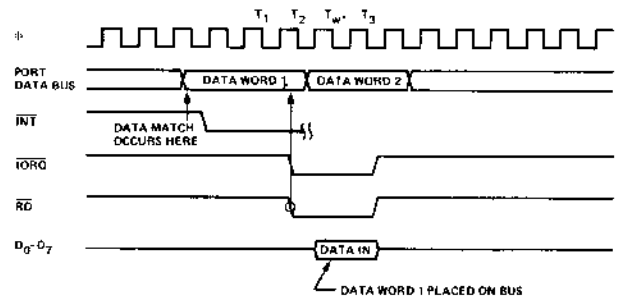 T1 T2 Tw* T3
Φ
PORT
DATA BUS
DATA WORD 1 DATA WORD 2
INT
DATA MATCH
OCCURS HERE
IORQ
RD
D0-D7
DATA IN
DATA WORD 1 PLACED ON BUS